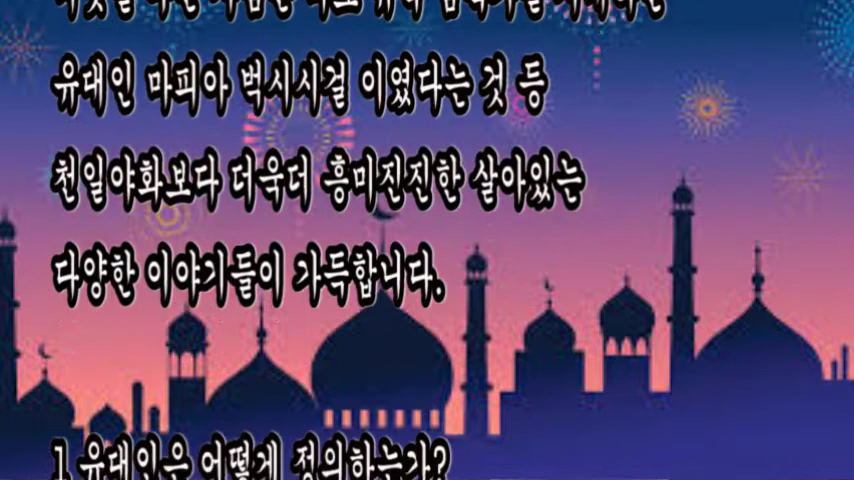 유대인 마피아 벅시시걸 이였다는 것 등
천일야화보다 더욱더 흥미진진한 살아있는
다양한 이야기들이 가득합니다.
1 유대인은 어떻게 정의하는가?